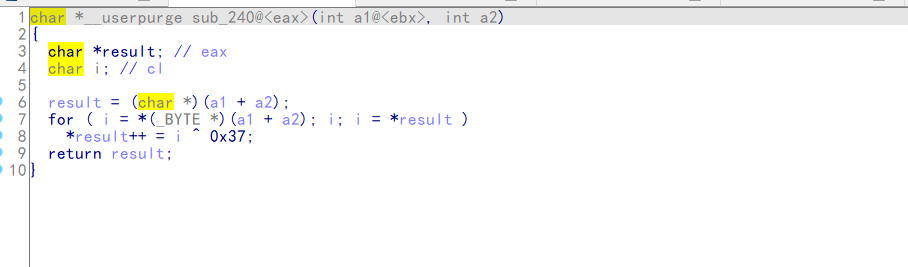 1 char *__userpurge sub_240@<eax>(int a1@<ebx>, int a2)
2 {
3   char *result; // eax
4   char i; // cl
5
6   result = (char *)(a1 + a2);
7   for ( i = *(_BYTE *)(a1 + a2); i; i = *result )
8     *result++ = i ^ 0x37;
9   return result;
10 }